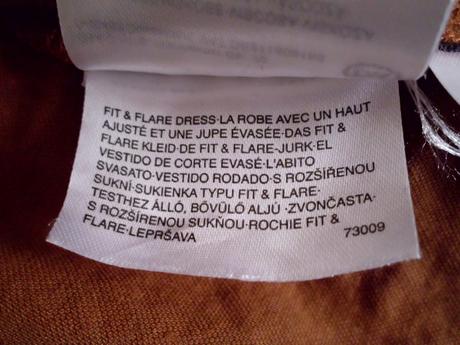 FIT & FLARE DRESS·LA ROBE AVEC UN HAUT
AJUSTÉ ET UNE JUPE ÉVASÉE·DAS FIT &
FLARE KLEID·DE FIT & FLARE-JURK·EL
VESTIDO DE CORTE EVASÉ·L'ABITO
SVASATO·VESTIDO RODADO·S ROZŠÍŘENOU
SUKNÍ·SUKIENKA TYPU FIT & FLARE·
TESTHEZ ÁLLÓ, BŐVÜLŐ ALJÚ ·ZVONČASTA·
S ROZŠÍRENOU SUKŇOU·ROCHIE FIT &
FLARE·LEPRŠAVA 73009